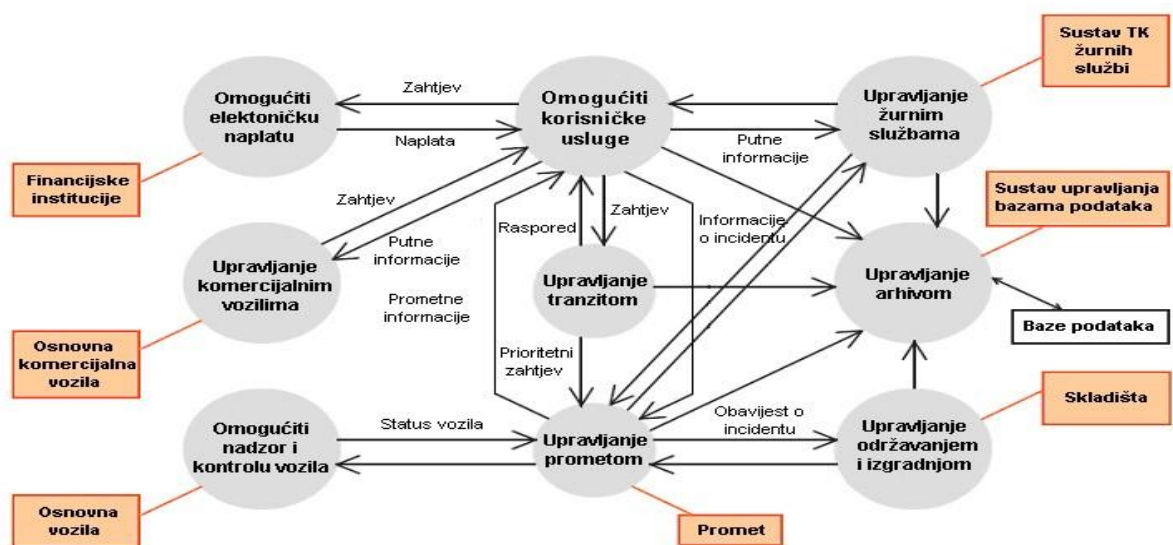 Sustav TK
žurnih
službi
Zahtjev
Omogućiti
elektoničku
naplatu
Omogućiti
korisničke
usluge
Upravljanje
žurnim
službama
Naplata
Putne
informacije
Financijske
institucije
Sustav upravljanja
bazama podataka
Zahtjev
Raspored
Zahtjev
Informacije
o incidentu
Putne
informacije
Upravljanje
komercijalnim
vozilima
Upravljanje
tranzitom
Upravljanje
arhivom
Prometne
informacije
Baze podataka
Osnovna
komercijalna
vozila
Prioritetni
zahtjev
Skladišta
Omogućiti
nadzor i
kontrolu vozila
Status vozila
Upravljanje
prometom
Obavijest o
incidentu
Upravljanje
održavanjem
i izgradnjom
Osnovna
vozila
Promet